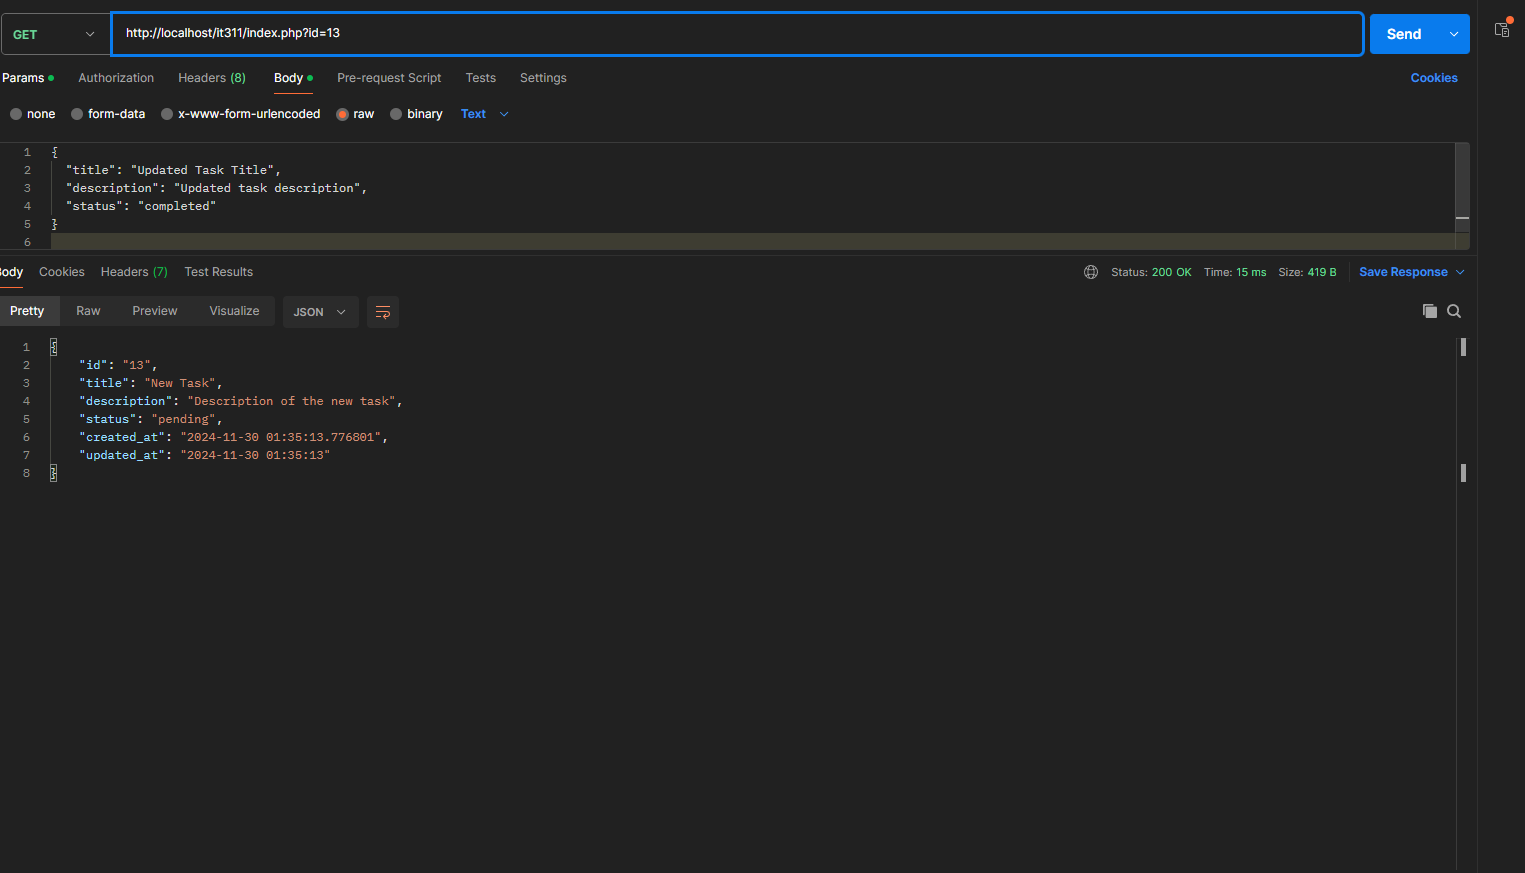 GET http://localhost/it311/index.php?id=13 Send
Params Authorization Headers (8) Body Pre-request Script Tests Settings Cookies
none form-data x-www-form-urlencoded raw binary Text
1 {
2 "title": "Updated Task Title",
3 "description": "Updated task description",
4 "status": "completed"
5 }
6
Body Cookies Headers (7) Test Results Status: 200 OK Time: 15 ms Size: 419 B Save Response
Pretty Raw Preview Visualize JSON
1 {
2 "id": "13",
3 "title": "New Task",
4 "description": "Description of the new task",
5 "status": "pending",
6 "created_at": "2024-11-30 01:35:13.776801",
7 "updated_at": "2024-11-30 01:35:13"
8 }